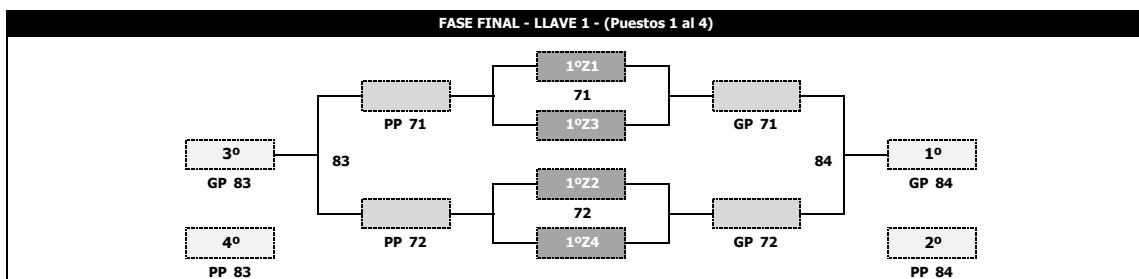 FASE FINAL - LLAVE 1 - (Puestos 1 al 4)
1ºZ1
71
PP 71
1ºZ3
GP 71
3º
83
84
1º
GP 83
1ºZ2
GP 84
72
4º
PP 72
1ºZ4
GP 72
2º
PP 83
PP 84